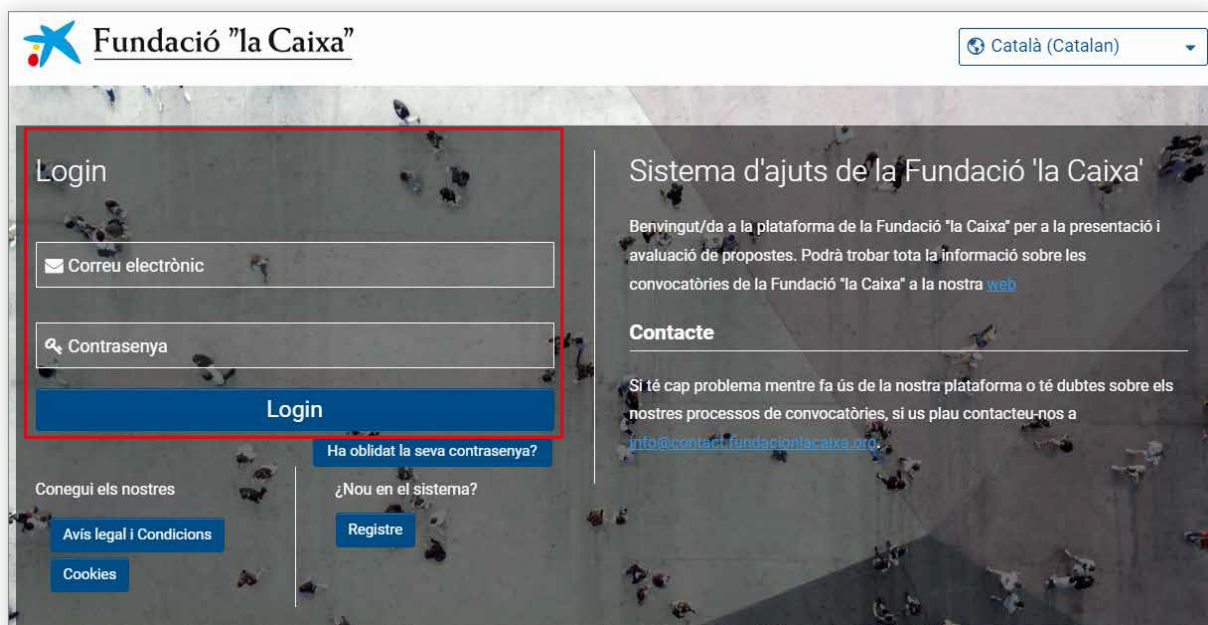 Fundació "la Caixa"
Català (Catalan)
Login
Correu electrònic
Contrasenya
Login
Ha oblidat la seva contrasenya?
Conegui els nostres
Avís legal i Condicions
Cookies
¿Nou en el sistema?
Registre
Sistema d'ajuts de la Fundació 'la Caixa'
Benvingut/da a la plataforma de la Fundació "la Caixa" per a la presentació i
avaluació de propostes. Podrà trobar tota la informació sobre les
convocatòries de la Fundació "la Caixa" a la nostra web
Contacte
Si té cap problema mentre fa ús de la nostra plataforma o té dubtes sobre els
nostres processos de convocatòries, si us plau contacteu-nos a
info@contact.fundacionlacaixa.org.